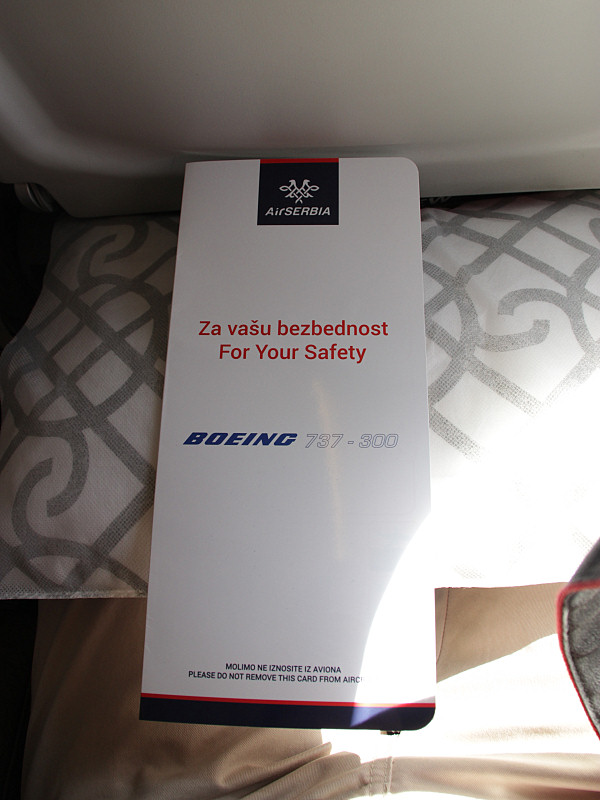 AirSERBIA
Za vašu bezbednost
For Your Safety
BOEING 737 - 300
MOLIMO NE IZNOSITE IZ AVIONA
PLEASE DO NOT REMOVE THIS CARD FROM